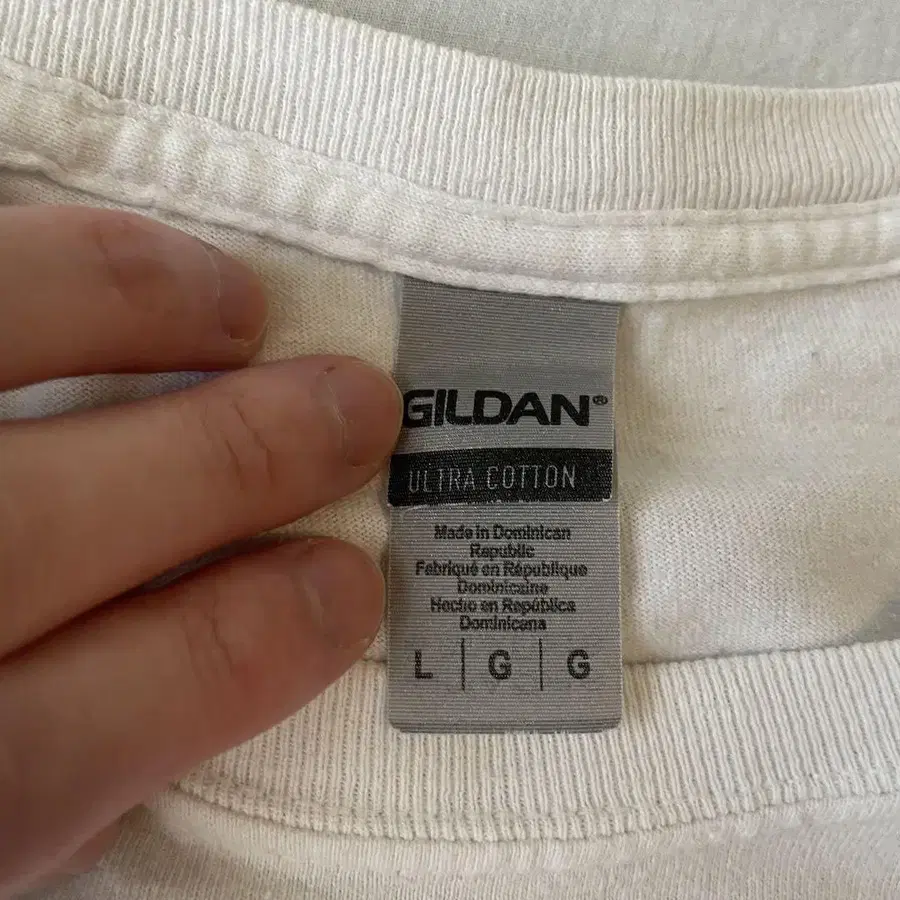 GILDAN®
ULTRA COTTON
Made in Dominican
Republic
Fabriqué en République
Dominicaine
Hecho en República
Dominicana
L | G | G